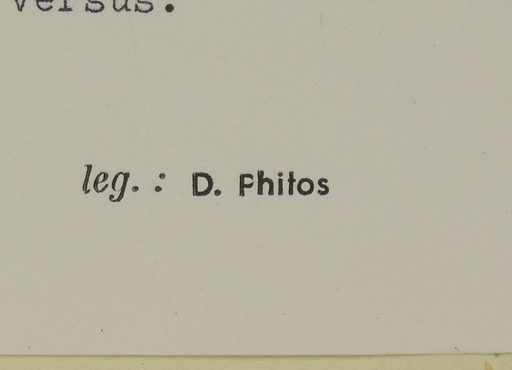 versus.
leg. : D. Phitos